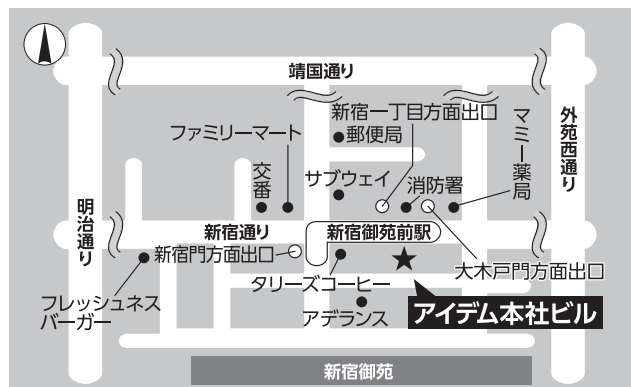 靖国通り
新宿一丁目方面出口
郵便局
ファミリーマート
マミー薬局
外苑西通り
交番
サブウェイ
消防署
明治通り
新宿通り
新宿御苑前駅
新宿門方面出口
大木戸門方面出口
タリーズコーヒー
フレッシュネス
バーガー
アデランス
アイデム本社ビル
新宿御苑